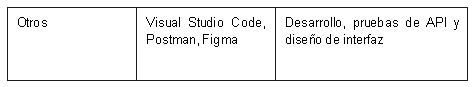 Otros
Visual Studio Code,
Postman, Figma
Desarrollo, pruebas de API y
diseño de interfaz